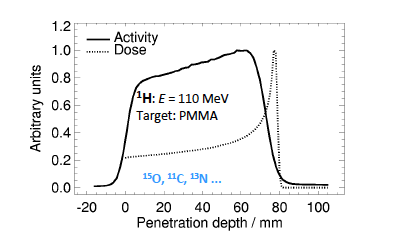 1.2
1.0
0.8
0.6
0.4
0.2
0.0
Arbitrary units
Activity
Dose
¹H: E = 110 MeV
Target: PMMA
¹⁵O, ¹¹C, ¹³N ...
-20 0 20 40 60 80 100
Penetration depth / mm